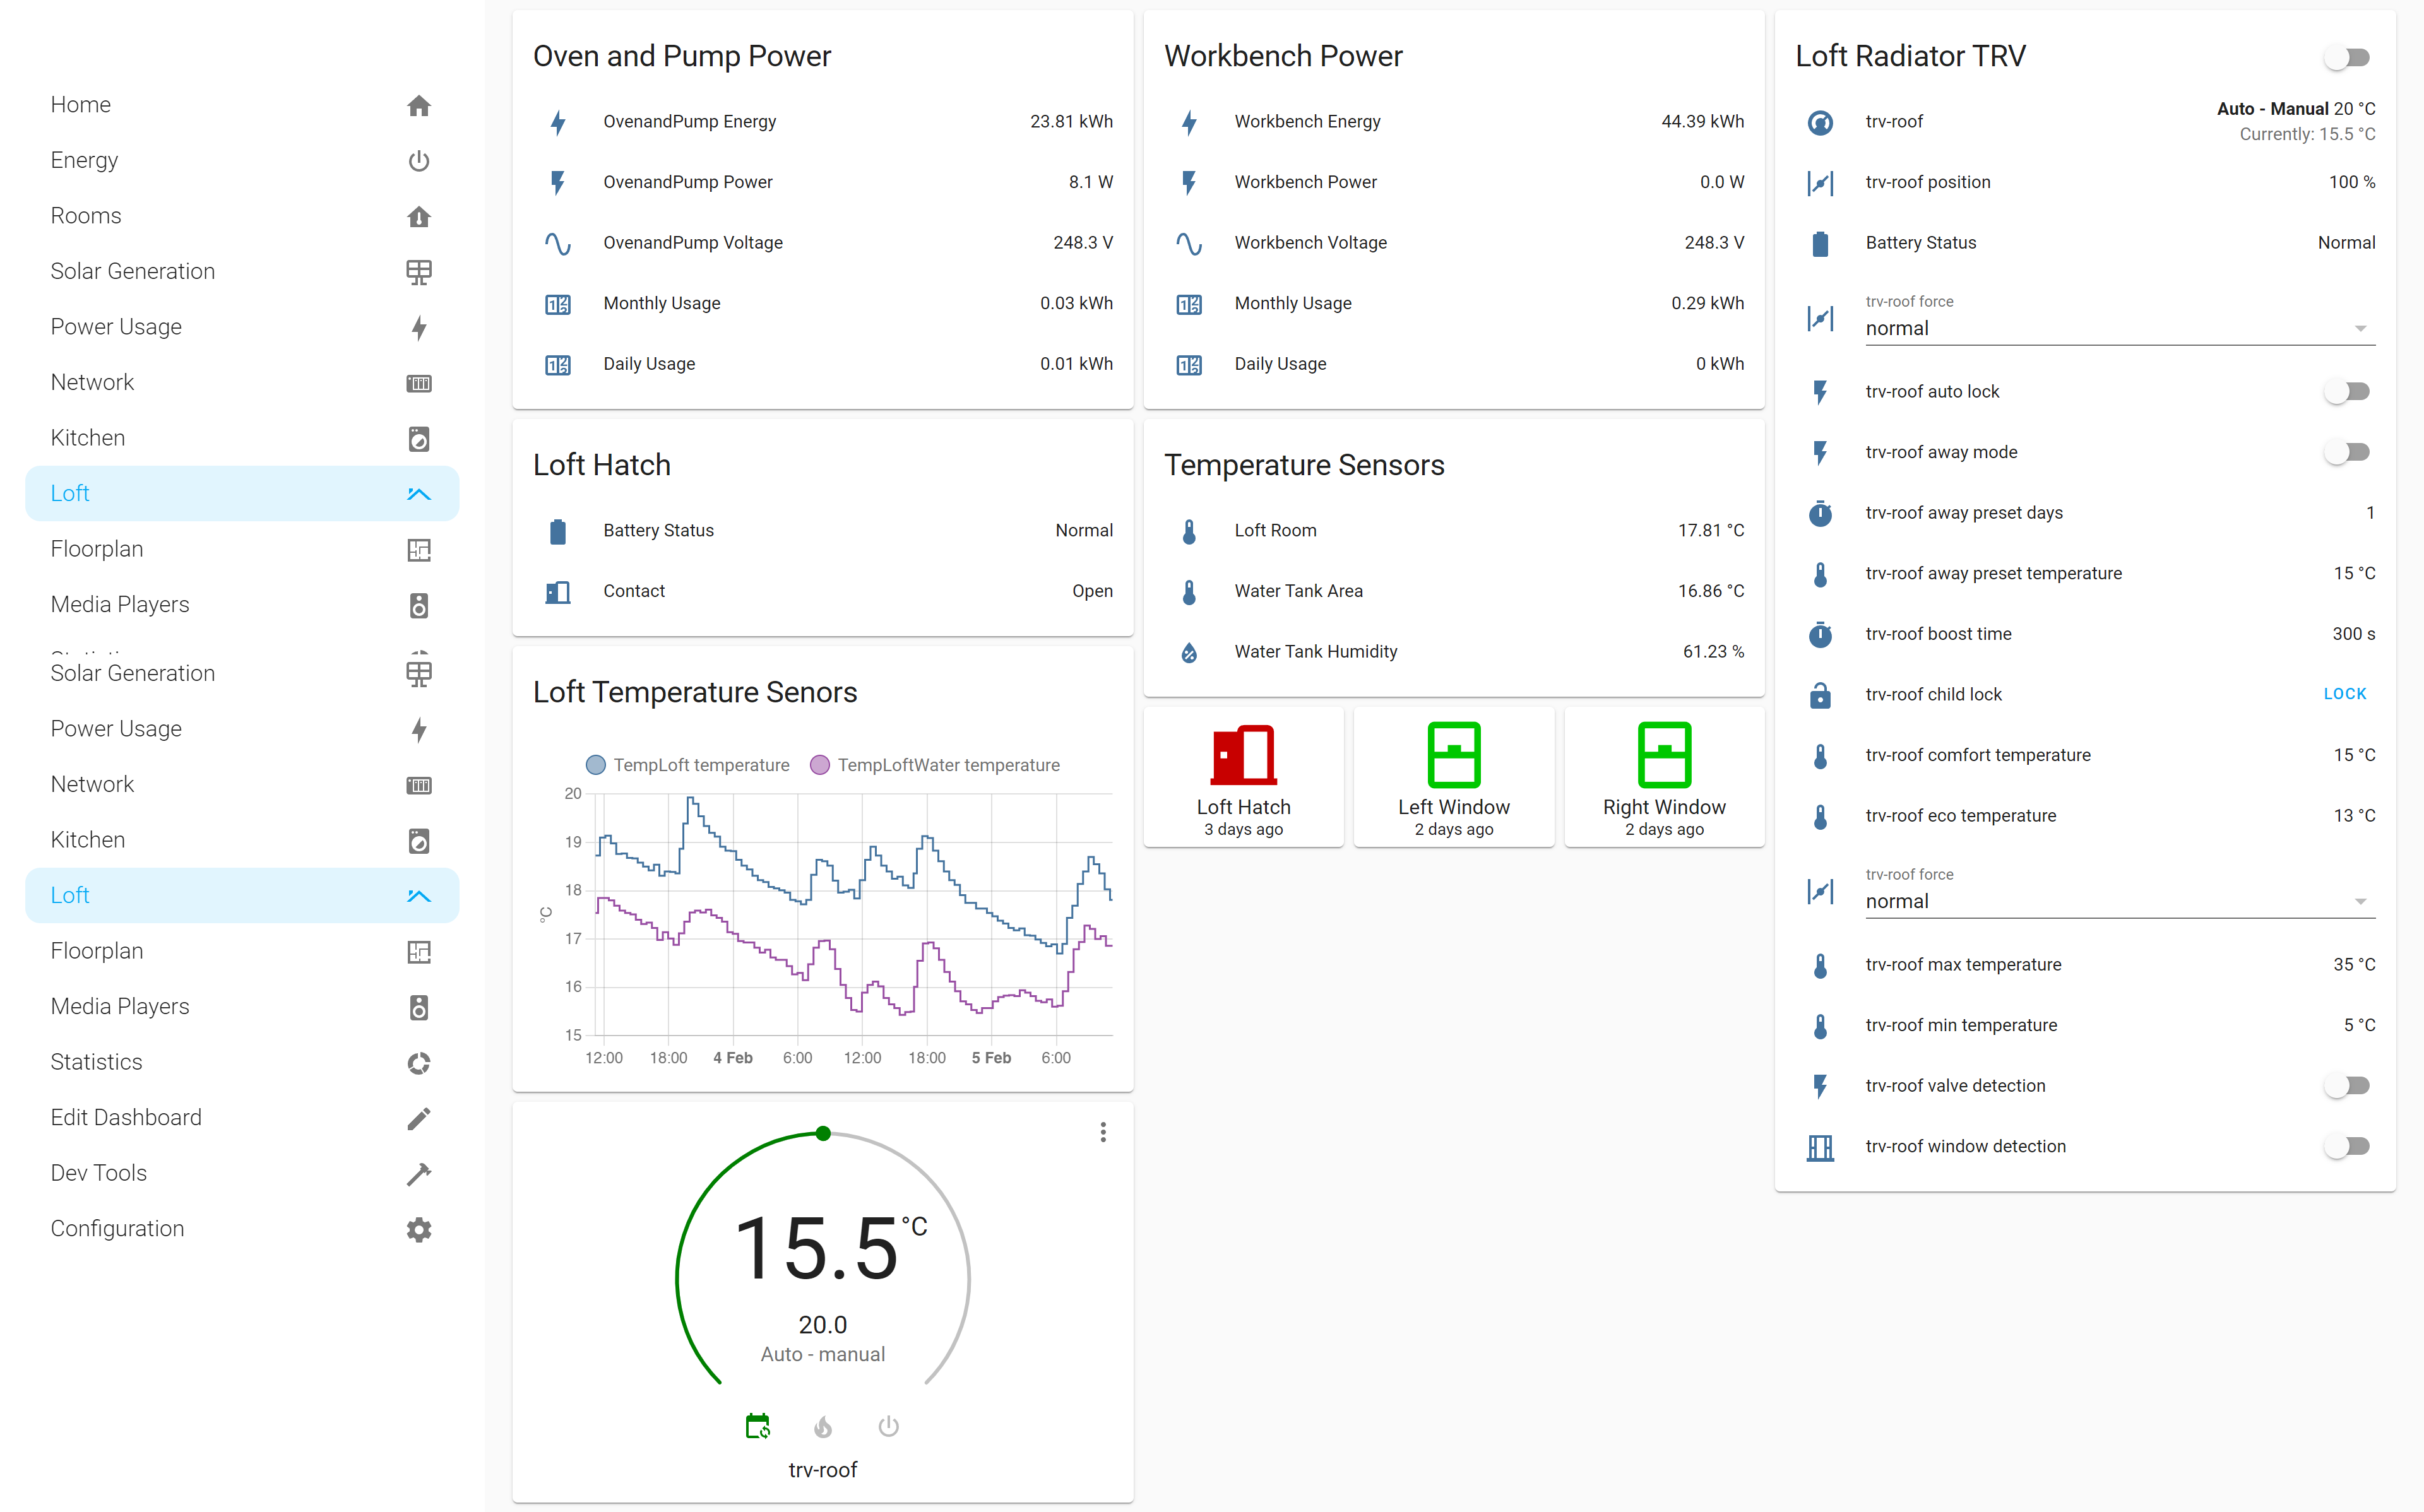 Home
Energy
Rooms
Solar Generation
Power Usage
Network
Kitchen
Loft
Floorplan
Media Players
Solar Generation
Power Usage
Network
Kitchen
Loft
Floorplan
Media Players
Statistics
Edit Dashboard
Dev Tools
Configuration
Oven and Pump Power
OvenandPump Energy 23.81 kWh
OvenandPump Power 8.1 W
OvenandPump Voltage 248.3 V
Monthly Usage 0.03 kWh
Daily Usage 0.01 kWh
Loft Hatch
Battery Status Normal
Contact Open
Loft Temperature Senors
TempLoft temperature TempLoftWater temperature
20
19
18
17
16
15
°C
12:00 18:00 4 Feb 6:00 12:00 18:00 5 Feb 6:00
15.5 °C
20.0
Auto - manual
trv-roof
Workbench Power
Workbench Energy 44.39 kWh
Workbench Power 0.0 W
Workbench Voltage 248.3 V
Monthly Usage 0.29 kWh
Daily Usage 0 kWh
Temperature Sensors
Loft Room 17.81 °C
Water Tank Area 16.86 °C
Water Tank Humidity 61.23 %
Loft Hatch
3 days ago
Left Window
2 days ago
Right Window
2 days ago
Loft Radiator TRV
trv-roof Auto - Manual 20 °C
Currently: 15.5 °C
trv-roof position 100 %
Battery Status Normal
trv-roof force
normal
trv-roof auto lock
trv-roof away mode
trv-roof away preset days 1
trv-roof away preset temperature 15 °C
trv-roof boost time 300 s
trv-roof child lock LOCK
trv-roof comfort temperature 15 °C
trv-roof eco temperature 13 °C
trv-roof force
normal
trv-roof max temperature 35 °C
trv-roof min temperature 5 °C
trv-roof valve detection
trv-roof window detection